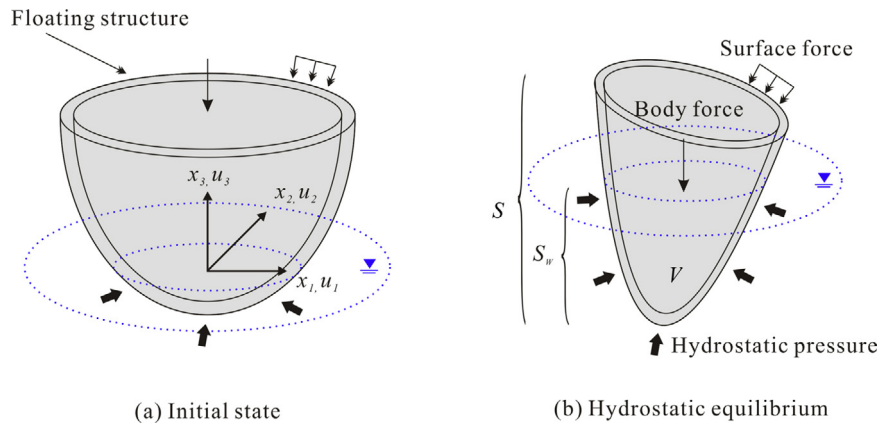 Floating structure
x3, u3
x2, u2
x1, u1
(a) Initial state
Surface force
Body force
S
Sw
V
Hydrostatic pressure
(b) Hydrostatic equilibrium